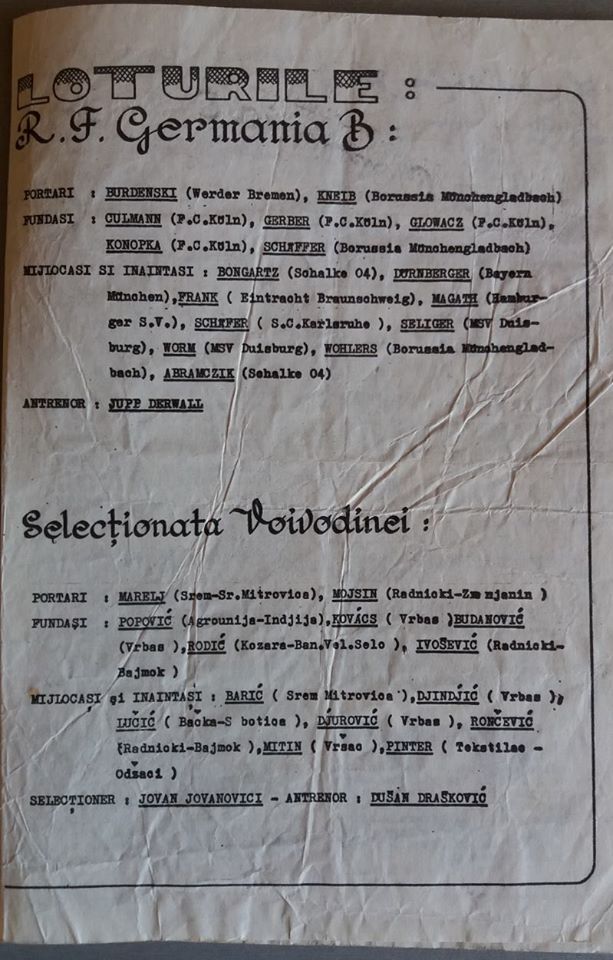 LOTURILE :
R. F. Germania B :
PORTARI : BURDENSKI (Werder Bremen), KNEIB (Borussia Mönchengladbach)
FUNDASI : CULMANN (F.C.Köln), GERBER (F.C.Köln), GLOWACZ (F.C.Köln),
KONOPKA (F.C.Köln), SCHÄFFER (Borussia Mönchengladbach)
MIJLOCASI SI INAINTASI : BONGARTZ (Schalke 04), DÜRNBERGER (Bayern
München),FRANK ( Eintracht Braunschweig), MAGATH (Hambur-
ger S.V.), SCHÄFER ( S.C.Karlsruhe ), SELIGER (MSV Duis-
burg), WORM (MSV Duisburg), WOHLERS (Borussia Mönchenglad-
bach), ABRAMCZIK (Schalke 04)
ANTRENOR : JUPP DERWALL
Selecționata Voivodinei :
PORTARI : MARELJ (Srem-Sr.Mitrovica), MOJSIN (Radnicki-Zrenjanin )
FUNDAŞI : POPOVIĆ (Agrounija-Indjija),KOVÁCS ( Vrbas )BUDANOVIĆ
(Vrbas ),RODIĆ (Kozara-Ban.Vel.Selo ), IVOŠEVIĆ (Radnicki-
Bajmok )
MIJLOCAŞI şi INAINTAŞI : BARIĆ ( Srem Mitrovica ),DJINDJIĆ ( Vrbas ),
LUČIĆ ( Bačka-S botica ), DJUROVIĆ ( Vrbas ), RONČEVIĆ
(Radnicki-Bajmok ),MITIN ( Vršac ),PINTER ( Tekstilac -
Odžaci )
SELECŢIONER : JOVAN JOVANOVICI - ANTRENOR : DUŠAN DRAŠKOVIĆ